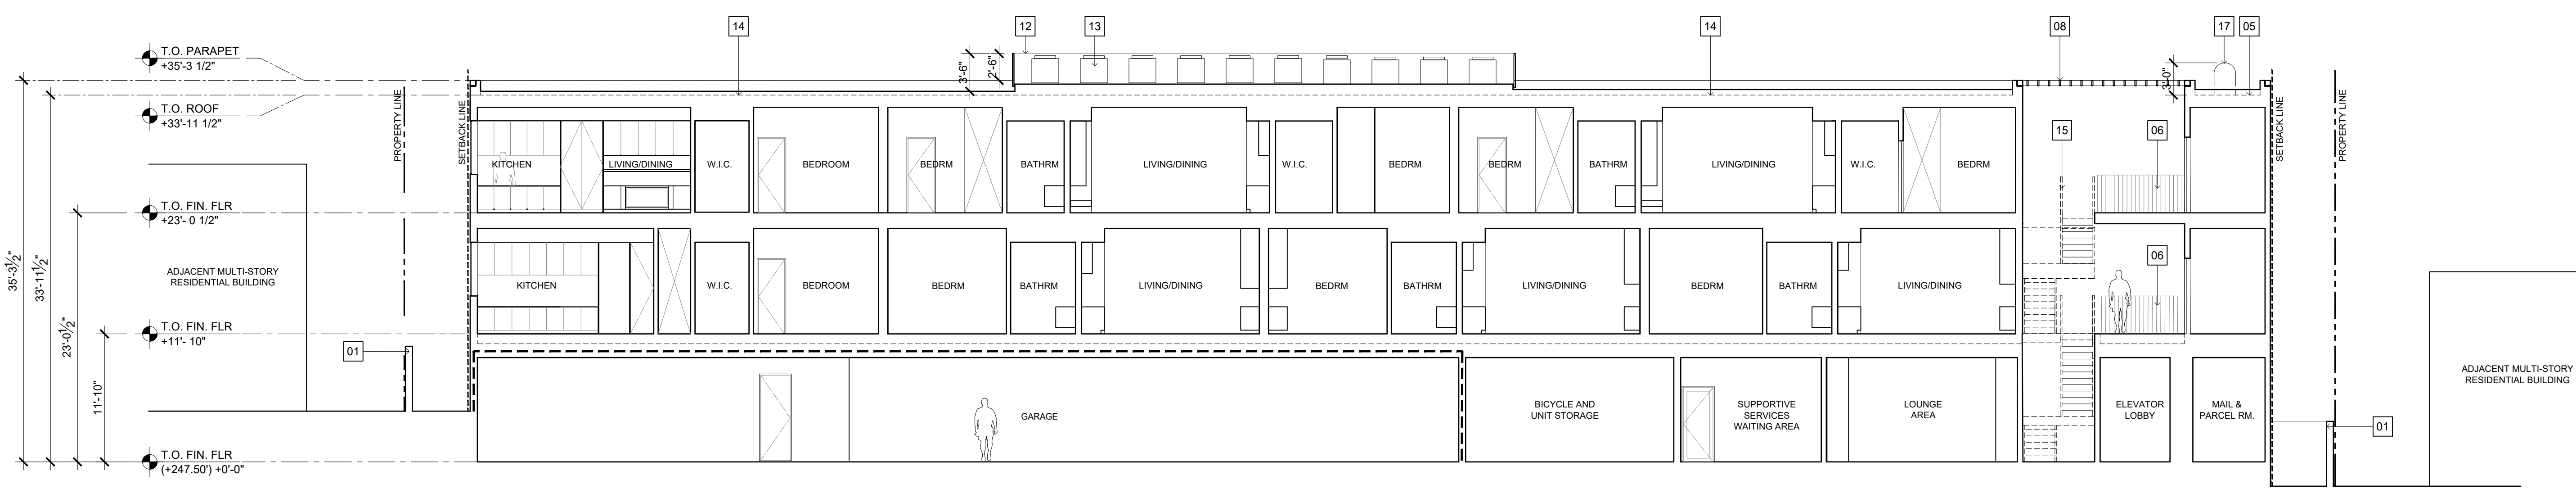 14
12
13
14
08
17
05
T.O. PARAPET
+35'-3 1/2"
3'-6"
2'-6"
3'-0"
T.O. ROOF
+33'-11 1/2"
PROPERTY LINE
SETBACK LINE
SETBACK LINE
PROPERTY LINE
15
06
KITCHEN
LIVING/DINING
W.I.C.
BEDROOM
BEDRM
BATHRM
LIVING/DINING
W.I.C.
BEDRM
BEDRM
BATHRM
LIVING/DINING
W.I.C.
BEDRM
T.O. FIN. FLR
+23'- 0 1/2"
06
ADJACENT MULTI-STORY
RESIDENTIAL BUILDING
KITCHEN
W.I.C.
BEDROOM
BEDRM
BATHRM
LIVING/DINING
BEDRM
BATHRM
LIVING/DINING
BEDRM
BATHRM
LIVING/DINING
35'-3½"
33'-11½"
23'-0½"
11'-10"
T.O. FIN. FLR
+11'- 10"
01
ADJACENT MULTI-STORY
RESIDENTIAL BUILDING
GARAGE
BICYCLE AND
UNIT STORAGE
SUPPORTIVE
SERVICES
WAITING AREA
LOUNGE
AREA
ELEVATOR
LOBBY
MAIL &
PARCEL RM.
01
T.O. FIN. FLR
(+247.50') +0'-0"